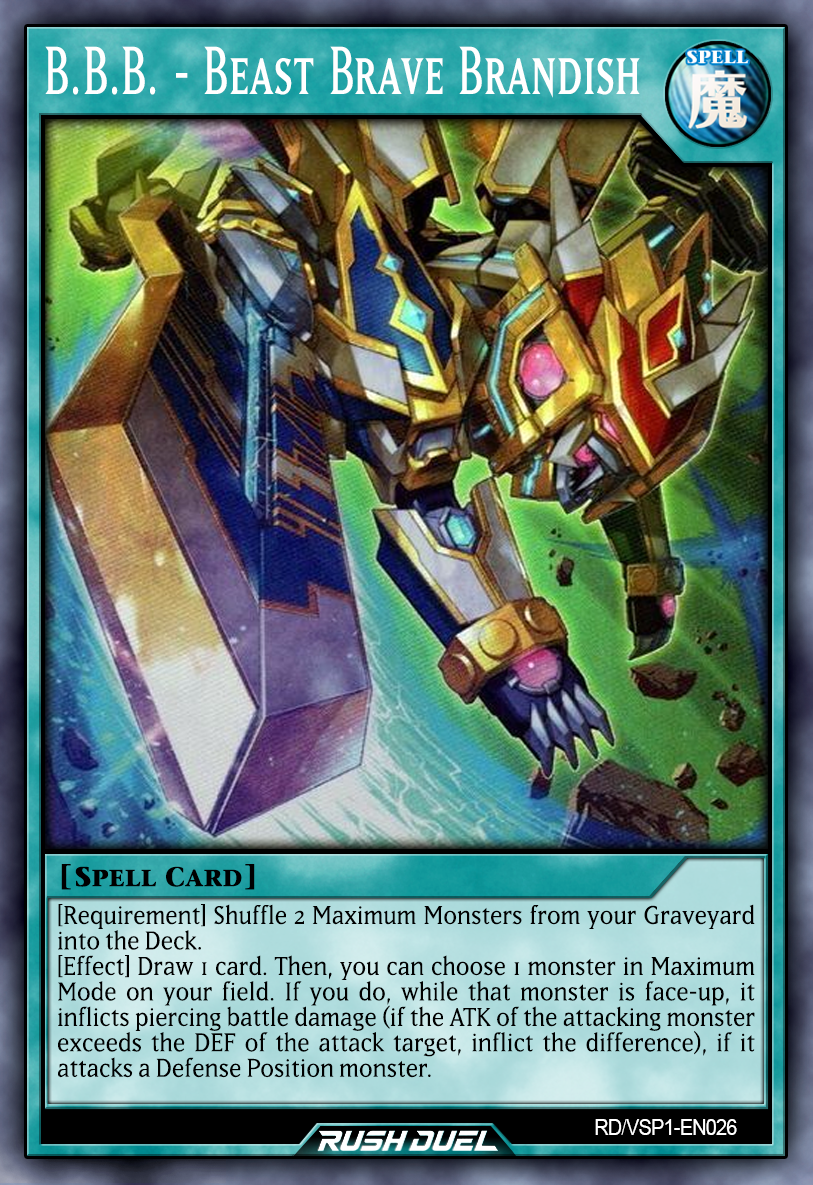 B.B.B. - Beast Brave Brandish
SPELL
魔
[Spell Card]
[Requirement] Shuffle 2 Maximum Monsters from your Graveyard
into the Deck.
[Effect] Draw 1 card. Then, you can choose 1 monster in Maximum
Mode on your field. If you do, while that monster is face-up, it
inflicts piercing battle damage (if the ATK of the attacking monster
exceeds the DEF of the attack target, inflict the difference), if it
attacks a Defense Position monster.
RD/VSP1-EN026
RUSH DUEL